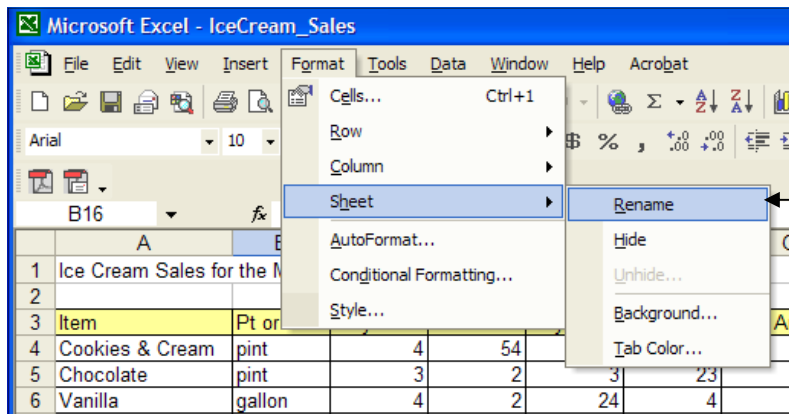 Microsoft Excel - IceCream_Sales
File Edit View Insert Format Tools Data Window Help Acrobat
Cells... Ctrl+1
Arial 10 Row $ % ,
Column
B16 fx Sheet Rename
AutoFormat... Hide
A
1 Ice Cream Sales for the Conditional Formatting... Unhide...
2
Style... Background...
3 Item Pt or A
4 Cookies & Cream pint 4 54 Tab Color...
5 Chocolate pint 3 2 3 23
6 Vanilla gallon 4 2 24 4